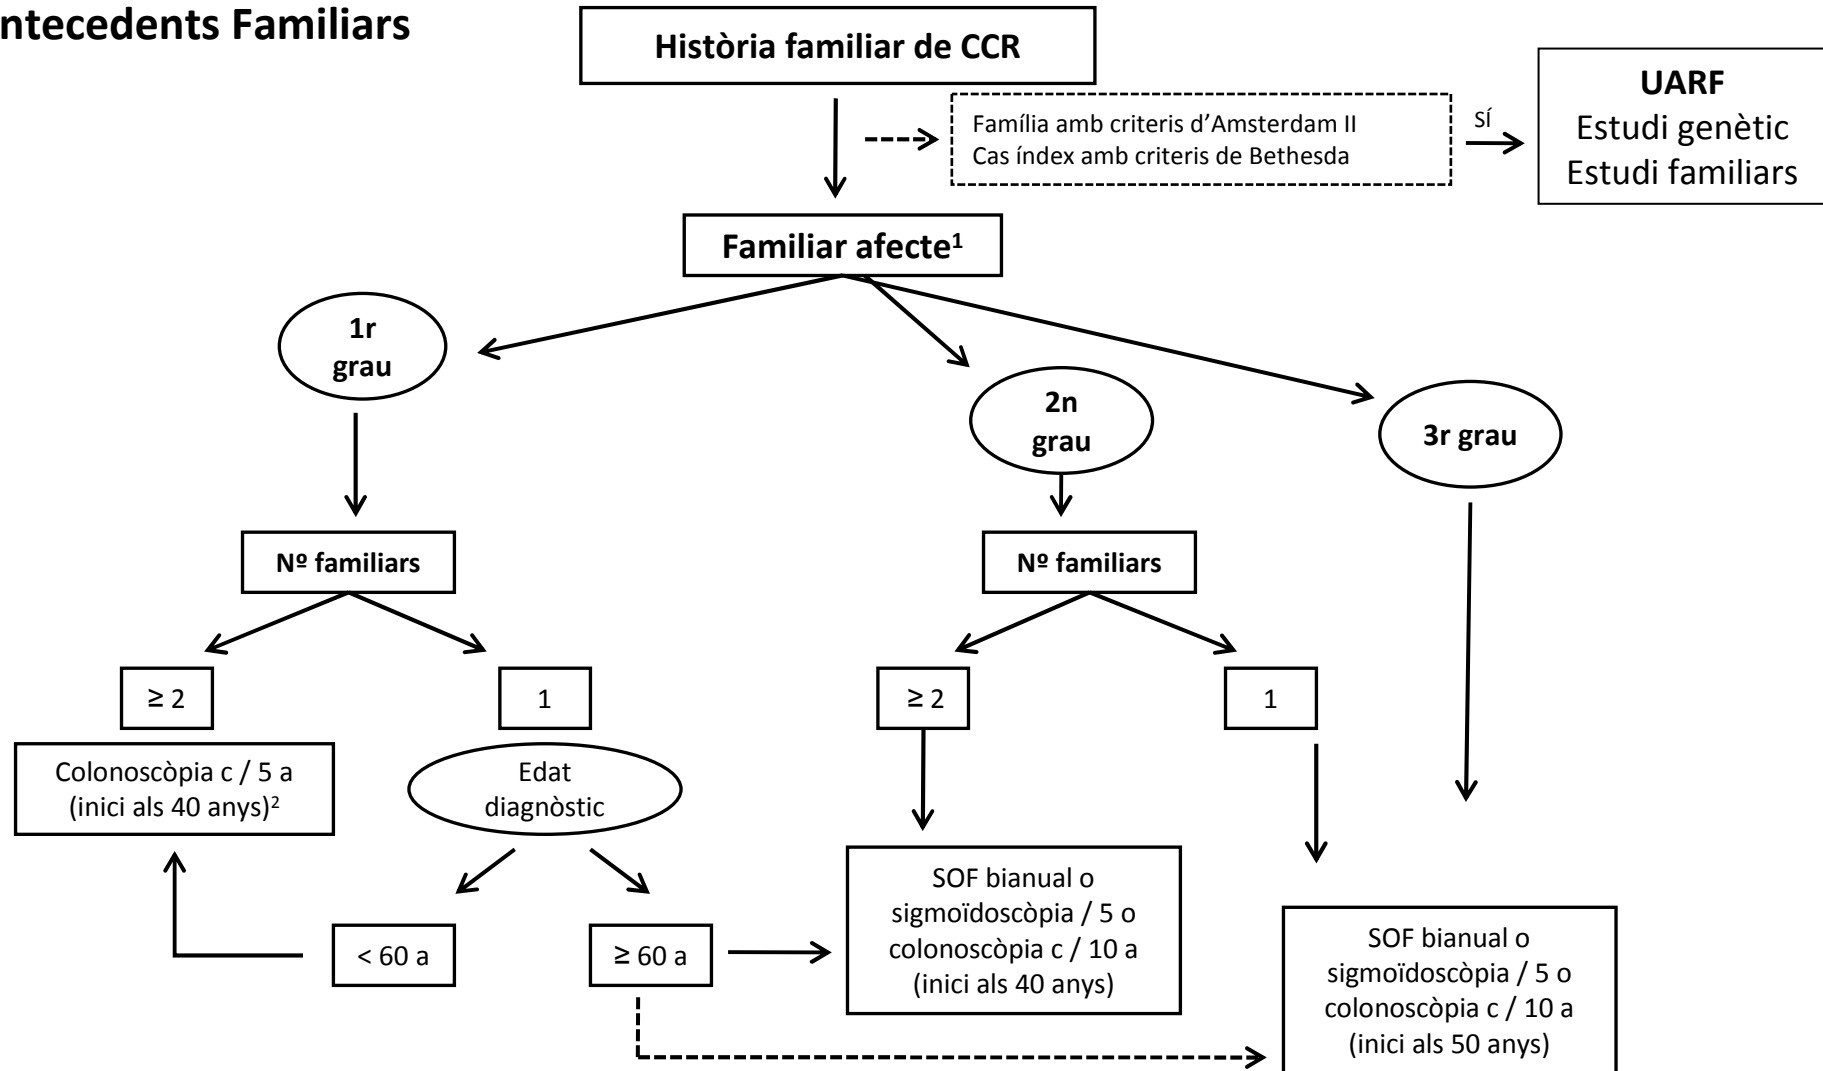 ntecedents Familiars
Història familiar de CCR
Família amb criteris d'Amsterdam II
Cas índex amb criteris de Bethesda
SÍ
UARF
Estudi genètic
Estudi familiars
Familiar afecte¹
1r
grau
2n
grau
3r grau
Nº familiars
Nº familiars
≥ 2
1
≥ 2
1
Colonoscòpia c / 5 a
(inici als 40 anys)²
Edat
diagnòstic
< 60 a
≥ 60 a
SOF bianual o
sigmoïdoscòpia / 5 o
colonoscòpia c / 10 a
(inici als 40 anys)
SOF bianual o
sigmoïdoscòpia / 5 o
colonoscòpia c / 10 a
(inici als 50 anys)